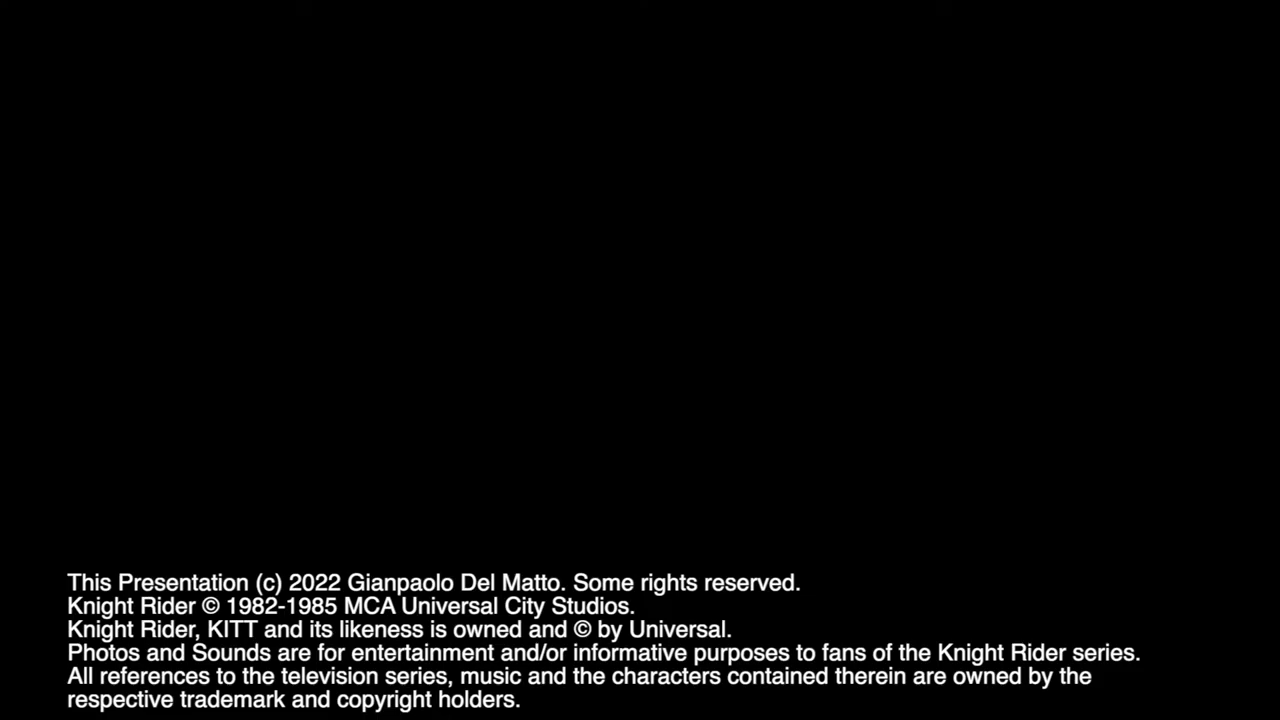 This Presentation (c) 2022 Gianpaolo Del Matto. Some rights reserved.
Knight Rider © 1982-1985 MCA Universal City Studios.
Knight Rider, KITT and its likeness is owned and © by Universal.
Photos and Sounds are for entertainment and/or informative purposes to fans of the Knight Rider series.
All references to the television series, music and the characters contained therein are owned by the
respective trademark and copyright holders.